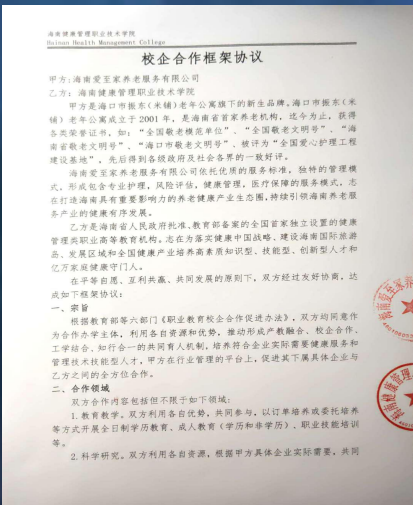 海南健康管理职业技术学院
Hainan Health Management College
校企合作框架协议
甲方:海南爱至家养老服务有限公司
乙方:海南健康管理职业技术学院
甲方是海口市振东(米铺)老年公寓旗下的新生品牌。海口市振东(米
铺)老年公寓成立于2001年,是海南省首家养老机构,迄今为止,获得
各类荣誉证书,如:“全国敬老模范单位”、“全国敬老文明号”、“海
南省敬老文明号”、“海口市敬老文明号”、被评为“全国爱心护理工程
建设基地”,先后得到各级政府及社会各界的一致好评。
海南爱至家养老服务有限公司依托优质的服务标准,独特的管理模
式,形成包含专业护理,风险评估,健康管理,医疗保障的服务模式,志
在打造海南具有重要影响力的养老健康产业生态圈,持续引领海南养老服
务产业的健康有序发展。
乙方是海南省人民政府批准、教育部备案的全国首家独立设置的健康
管理类职业高等教育机构。志在为落实健康中国战略、建设海南国际旅游
岛、发展区域和全国健康产业培养高素质知识型、技能型、创新型人才和
亿万家庭健康守门人。
在平等自愿、互利共赢、共同发展的原则下,双方经过友好协商,达
成如下框架协议:
一、宗旨
根据教育部等六部门《职业教育校企合作促进办法》,双方均同意作
为合作办学主体,利用各自资源和优势,推动形成产教融合、校企合作、
工学结合、知行合一的共同育人机制,培养符合企业实际需要健康服务和
管理技术技能型人才,甲方在行业管理的平台上,促进其下属具体企业与
乙方之间的全方位合作。
二、合作领域
双方合作内容包括但不限于如下领域:
1.教育教学。双方利用各自优势,共同参与,以订单培养或委托培养
等方式开展全日制学历教育、成人教育(学历和非学历)、职业技能培训
等。
2.科学研究。双方利用各自资源,根据甲方具体企业实际需要,共同